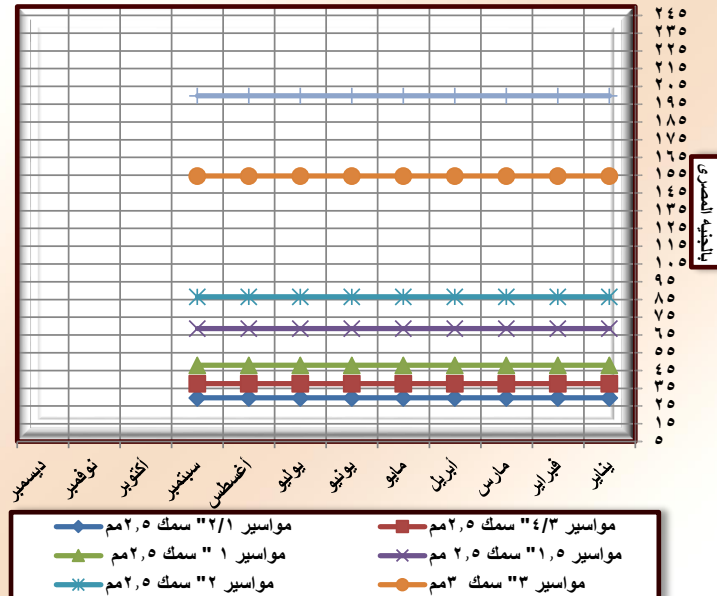 ٢٤٥
٢٣٥
٢٢٥
٢١٥
٢٠٥
١٩٥
١٨٥
١٧٥
١٦٥
١٥٥
١٤٥
١٣٥
١٢٥
١١٥
١٠٥
٩٥
٨٥
٧٥
٦٥
٥٥
٤٥
٣٥
٢٥
١٥
٥
بالجنيه المصرى
يناير
فبراير
مارس
أبريل
مايو
يونيو
يوليو
أغسطس
سبتمبر
أكتوبر
نوفمبر
ديسمبر
مواسير ٤/٣" سمك ٢,٥مم
مواسير ٢/١" سمك ٢,٥مم
مواسير ١,٥" سمك ٢,٥ مم
مواسير ١ " سمك ٢,٥مم
مواسير ٣" سمك ٣مم
مواسير ٢" سمك ٢,٥مم